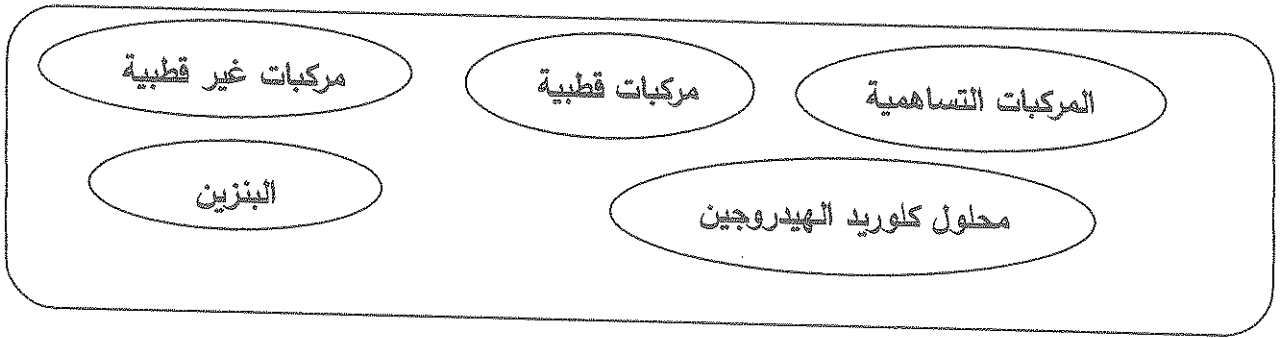 المركبات التساهمية
مركبات قطبية
مركبات غير قطبية
محلول كلوريد الهيدروجين
البنزين